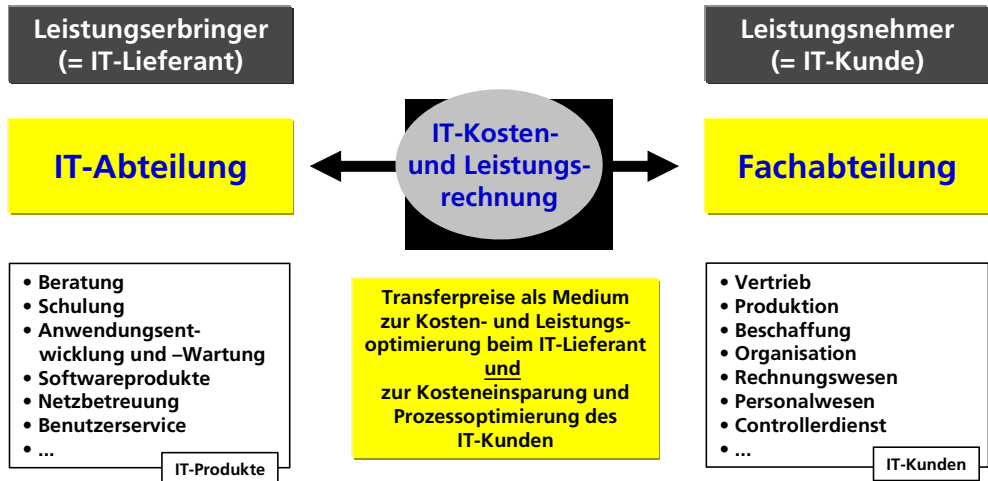 Leistungserbringer
(= IT-Lieferant)
Leistungsnehmer
(= IT-Kunde)
IT-Abteilung
IT-Kosten-
und Leistungs-
rechnung
Fachabteilung
• Beratung
• Schulung
• Anwendungsent-
wicklung und –Wartung
• Softwareprodukte
• Netzbetreuung
• Benutzerservice
• ...
IT-Produkte
Transferpreise als Medium
zur Kosten- und Leistungs-
optimierung beim IT-Lieferant
und
zur Kosteneinsparung und
Prozessoptimierung des
IT-Kunden
• Vertrieb
• Produktion
• Beschaffung
• Organisation
• Rechnungswesen
• Personalwesen
• Controllerdienst
• ...
IT-Kunden